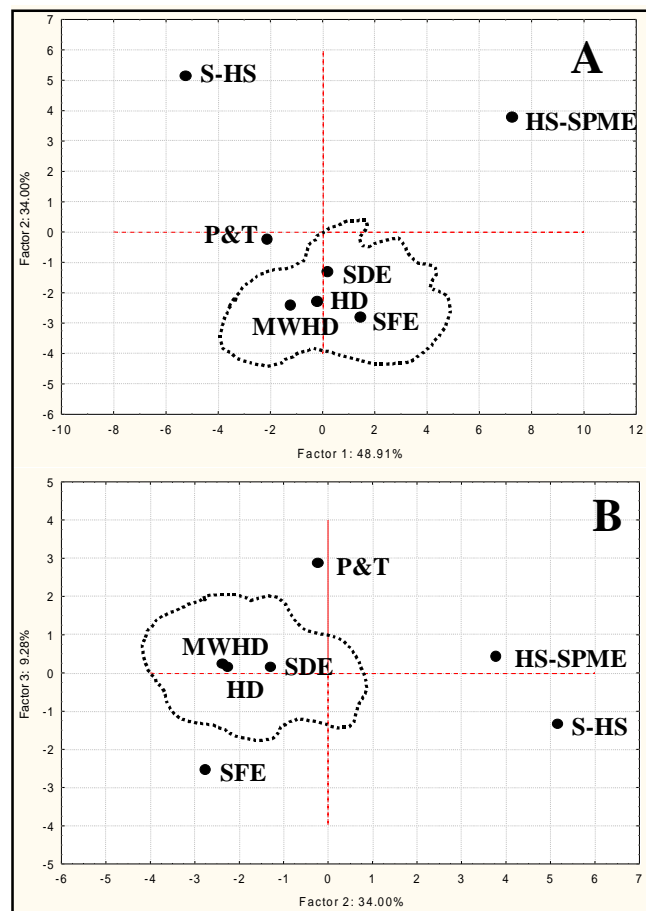 A
7
6
5
4
3
2
1
0
-1
-2
-3
-4
-5
-6
Factor 2: 34.00%
S-HS
HS-SPME
P&T
SDE
HD
MWHD
SFE
-10 -8 -6 -4 -2 0 2 4 6 8 10 12
Factor 1: 48.91%
B
5
4
3
2
1
0
-1
-2
-3
-4
-5
Factor 3: 9.28%
P&T
MWHD
HS-SPME
SDE
HD
S-HS
SFE
-6 -5 -4 -3 -2 -1 0 1 2 3 4 5 6 7
Factor 2: 34.00%